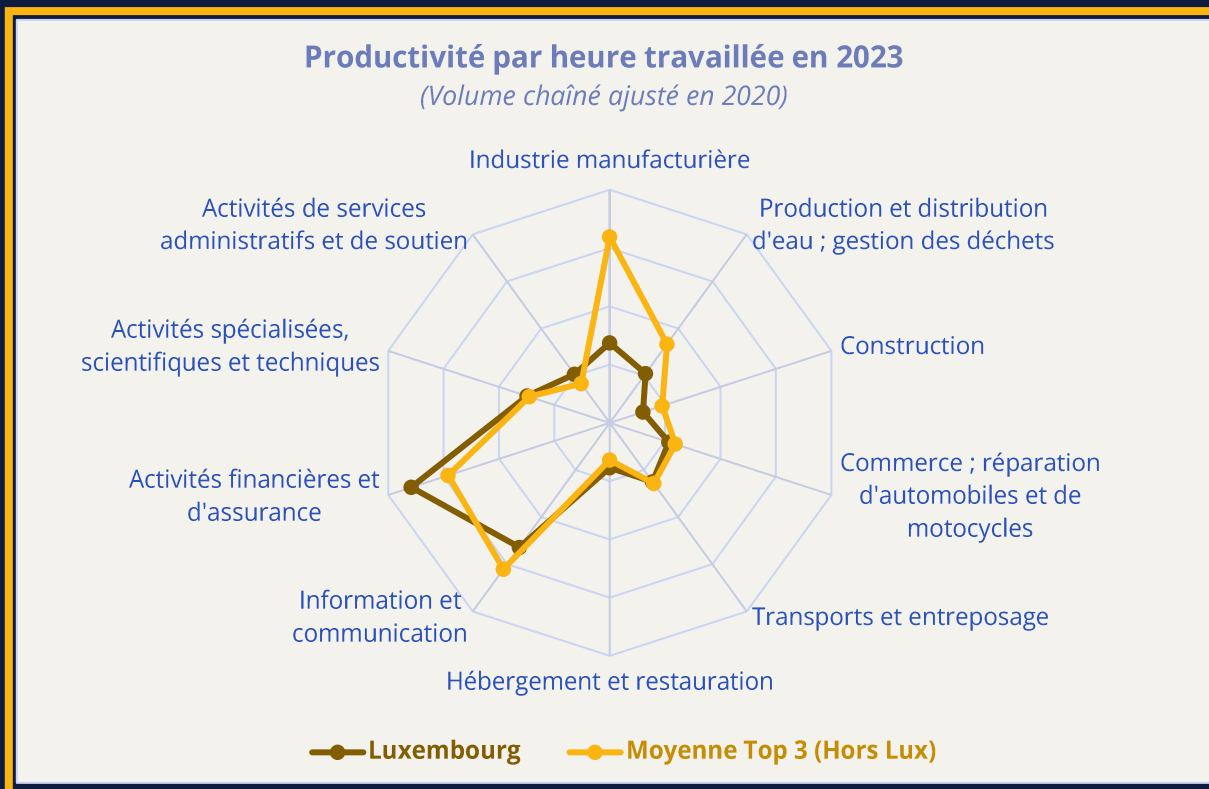 Productivité par heure travaillée en 2023
(Volume chaîné ajusté en 2020)
Industrie manufacturière
Production et distribution
d'eau ; gestion des déchets
Construction
Commerce ; réparation
d'automobiles et de
motocycles
Transports et entreposage
Hébergement et restauration
Information et
communication
Activités financières et
d'assurance
Activités spécialisées,
scientifiques et techniques
Activités de services
administratifs et de soutien
Luxembourg
Moyenne Top 3 (Hors Lux)